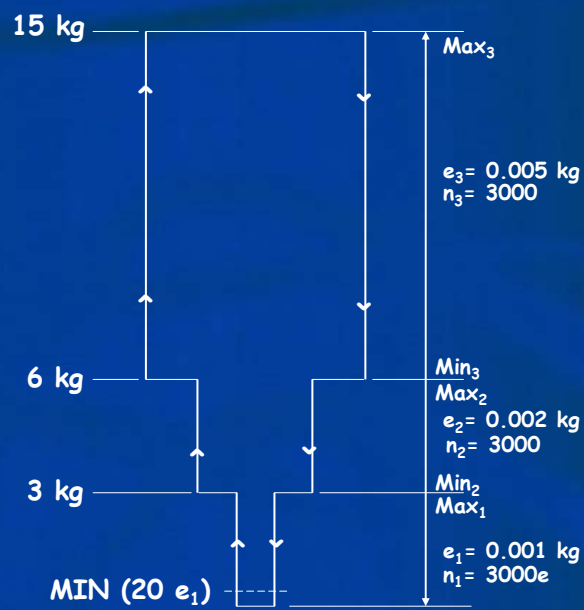 15 kg
Max₃
e₃= 0.005 kg
n₃= 3000
6 kg
Min₃
Max₂
e₂= 0.002 kg
n₂= 3000
3 kg
Min₂
Max₁
e₁= 0.001 kg
n₁= 3000e
MIN (20 e₁)